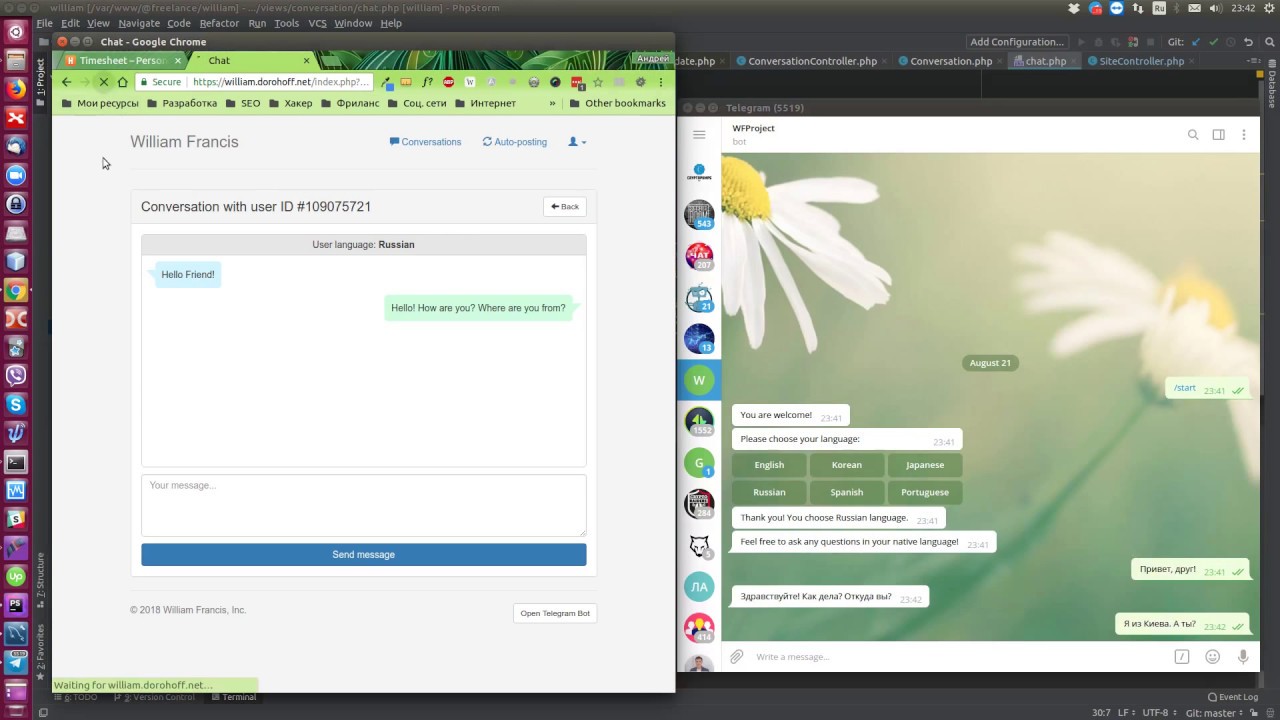 william [/var/www/@freelance/william] - .../views/conversation/chat.php [william] - PhpStorm
Ru
23:42
File Edit View Navigate Code Refactor Run Tools VCS Window Help
Chat - Google Chrome
Add Configuration...
Git:
Timesheet – Person
Chat
Андрей
date.php
ConversationController.php
Conversation.php
chat.php
SiteController.php
Secure
https://william.dorohoff.net/index.php?
Мои ресурсы
Разработка
SEO
Хакер
Фриланс
Соц. сети
Интернет
»
Other bookmarks
1: Project
Database
Telegram (5519)
William Francis
Conversations
Auto-posting
WFProject
bot
Conversation with user ID #109075721
Back
User language: Russian
Hello Friend!
Hello! How are you? Where are you from?
Your message...
Send message
© 2018 William Francis, Inc.
Open Telegram Bot
Waiting for william.dorohoff.net...
543
207
21
13
W
1552
G
1
284
5
ЛА
414
August 21
/start 23:41
You are welcome! 23:41
Please choose your language: 23:41
English Korean Japanese
Russian Spanish Portuguese
Thank you! You choose Russian language. 23:41
Feel free to ask any questions in your native language! 23:41
Привет, друг! 23:41
Здравствуйте! Как дела? Откуда вы? 23:42
Я из Киева. А ты? 23:42
Write a message...
7: Structure
2: Favorites
6: TODO
9: Version Control
Terminal
Event Log
30:7 LF UTF-8 Git: master